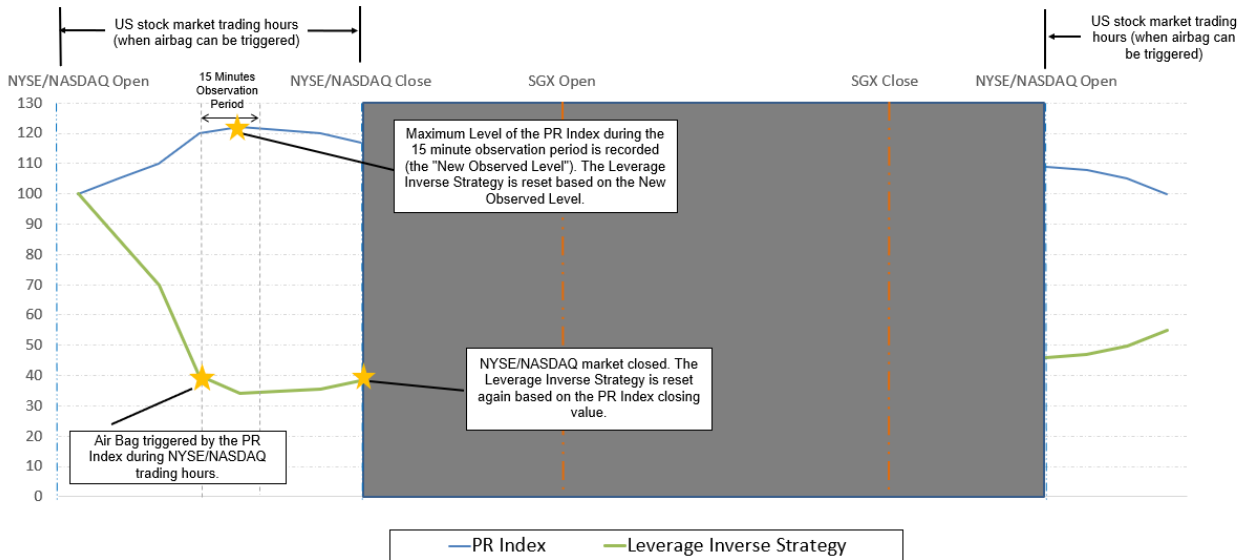 US stock market trading hours
(when airbag can be triggered)
US stock market trading
hours (when airbag can
be triggered)
NYSE/NASDAQ Open
15 Minutes
Observation
Period
NYSE/NASDAQ Close
SGX Open
SGX Close
NYSE/NASDAQ Open
130
120
110
100
90
80
70
60
50
40
30
20
10
0
Maximum Level of the PR Index during the
15 minute observation period is recorded
(the "New Observed Level"). The Leverage
Inverse Strategy is reset based on the New
Observed Level.
NYSE/NASDAQ market closed. The
Leverage Inverse Strategy is reset
again based on the PR Index closing
value.
Air Bag triggered by the PR
Index during NYSE/NASDAQ
trading hours.
PR Index
Leverage Inverse Strategy